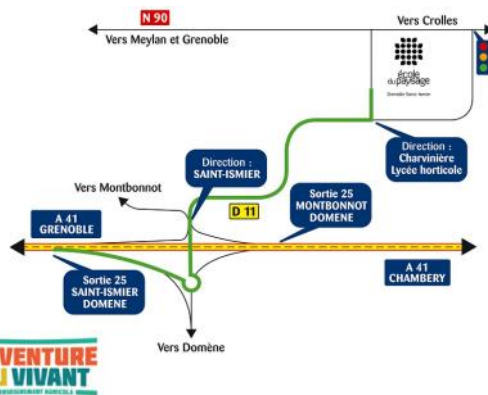 N 90
Vers Crolles
Vers Meylan et Grenoble
école
du paysage
Direction :
SAINT-ISMIER
Direction :
Charvinière
Lycée horticole
Vers Montbonnot
Sortie 25
MONTBONNOT
DOMENE
D 11
A 41
GRENOBLE
Sortie 25
SAINT-ISMIER
DOMENE
A 41
CHAMBERY
Vers Domène
VENTURE
U VIVANT